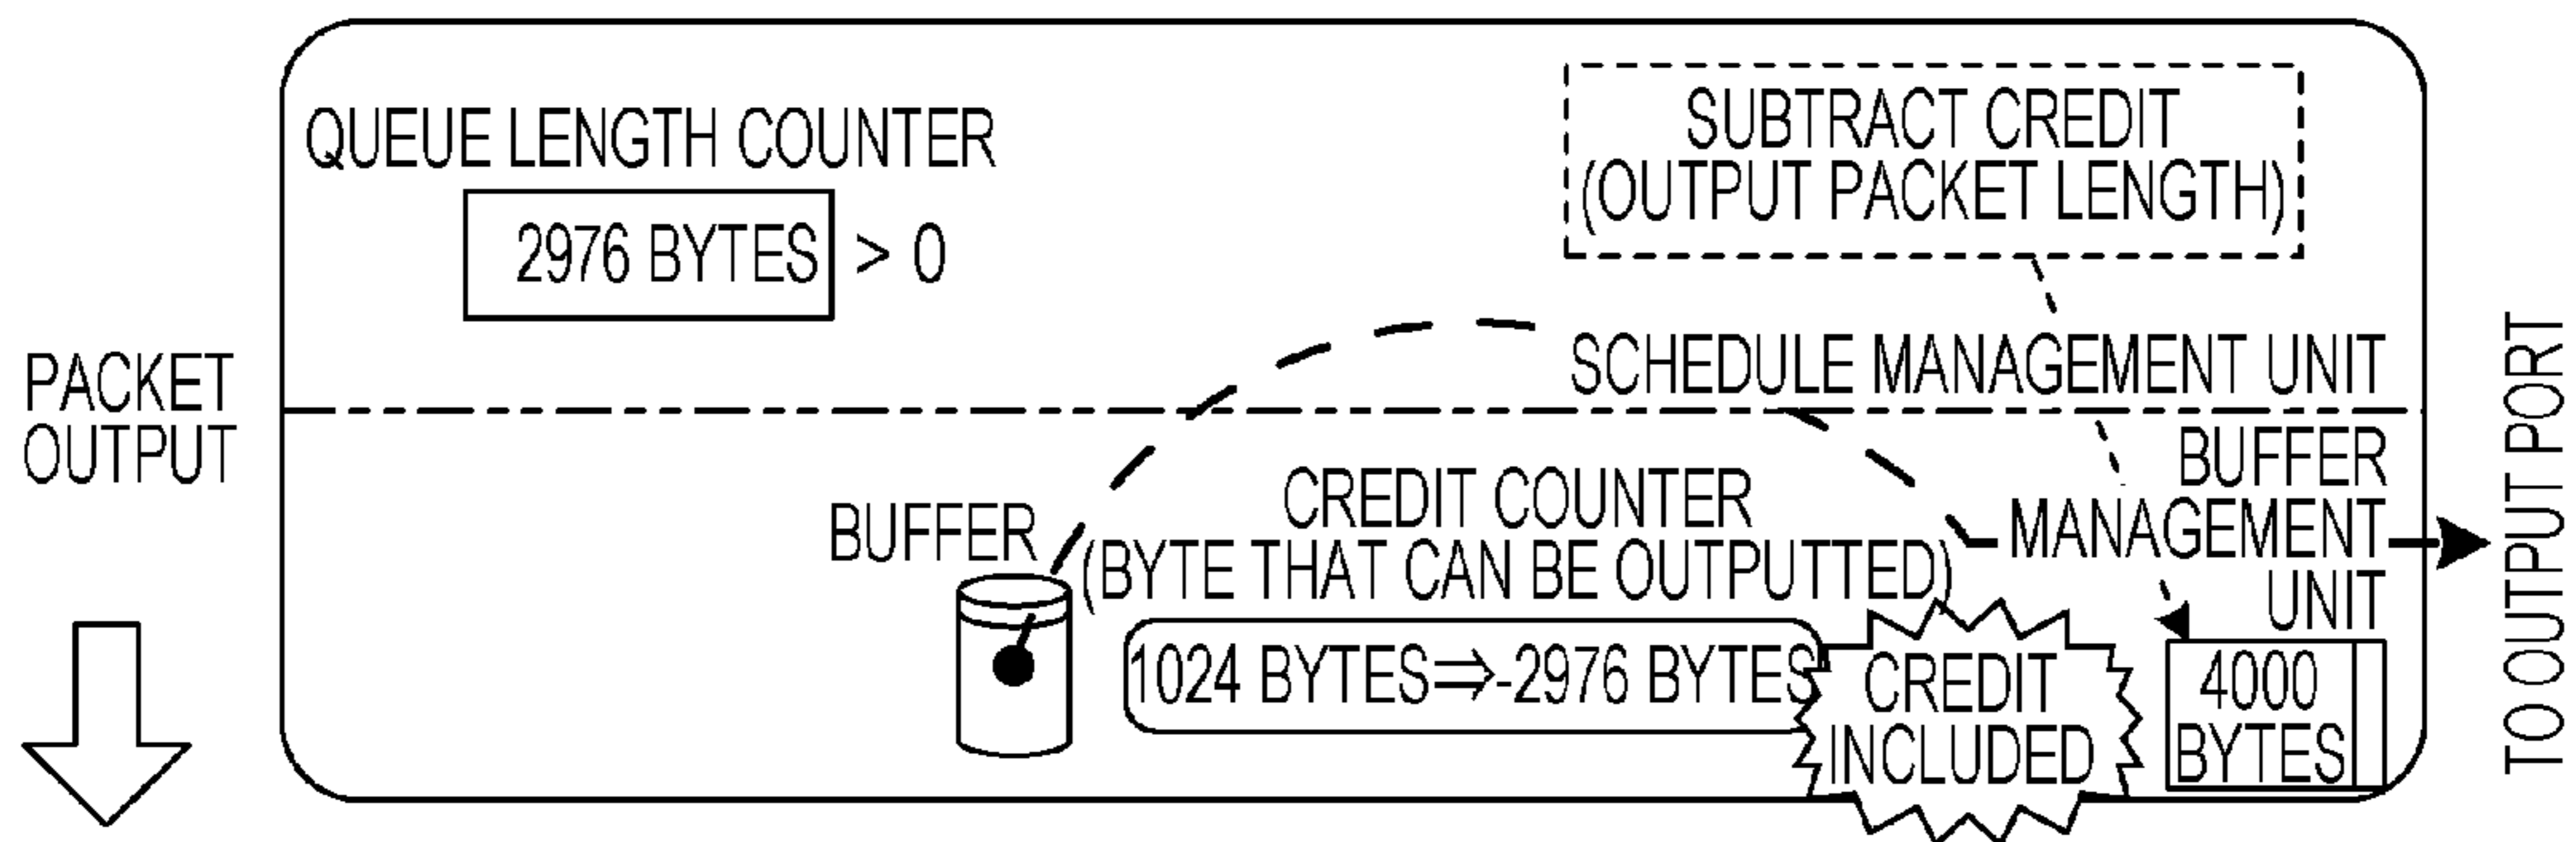 QUEUE LENGTH COUNTER
2976 BYTES > 0
SUBTRACT CREDIT
(OUTPUT PACKET LENGTH)
SCHEDULE MANAGEMENT UNIT
PACKET
OUTPUT
BUFFER
MANAGEMENT
UNIT
BUFFER
CREDIT COUNTER
(BYTE THAT CAN BE OUTPUTTED)
1024 BYTES⇒-2976 BYTES
CREDIT
INCLUDED
4000
BYTES
TO OUTPUT PORT